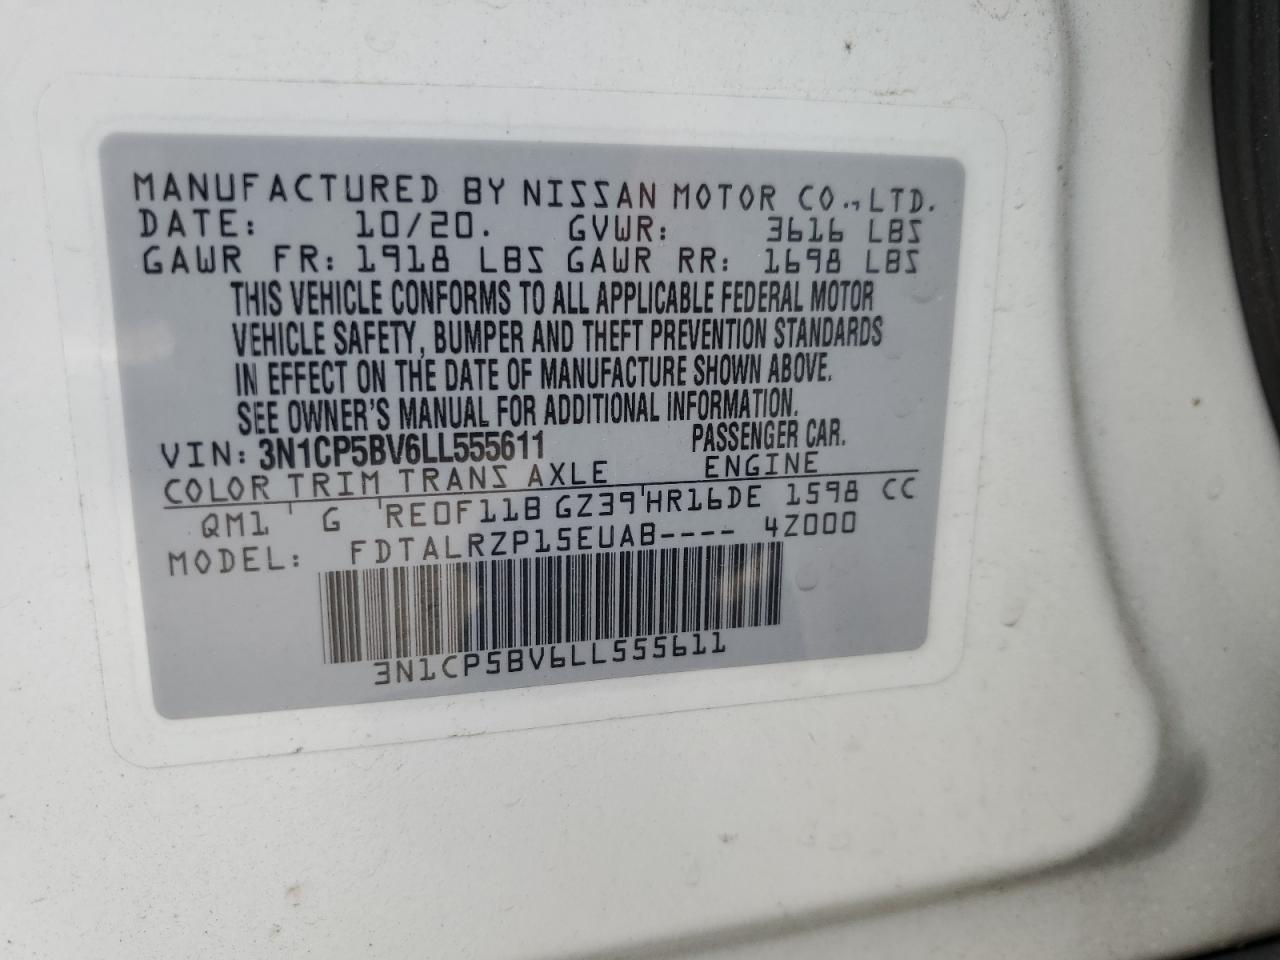 MANUFACTURED BY NISSAN MOTOR CO., LTD.
DATE: 10/20. GVWR: 3616 LBS
GAWR FR: 1918 LBS GAWR RR: 1698 LBS
THIS VEHICLE CONFORMS TO ALL APPLICABLE FEDERAL MOTOR
VEHICLE SAFETY, BUMPER AND THEFT PREVENTION STANDARDS
IN EFFECT ON THE DATE OF MANUFACTURE SHOWN ABOVE.
SEE OWNER'S MANUAL FOR ADDITIONAL INFORMATION.
VIN: 3N1CP5BV6LL555611 PASSENGER CAR.
COLOR TRIM TRANS AXLE ENGINE
QM1 G RE0F11B GZ39 HR16DE 1598 CC
MODEL: FDTALRZP15EUAB---- 4Z000
3N1CP5BV6LL555611